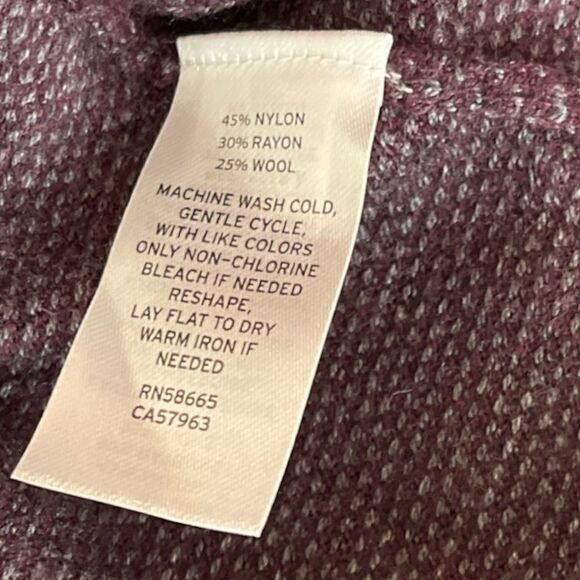 45% NYLON
30% RAYON
25% WOOL
MACHINE WASH COLD,
GENTLE CYCLE,
WITH LIKE COLORS
ONLY NON-CHLORINE
BLEACH IF NEEDED
RESHAPE,
LAY FLAT TO DRY
WARM IRON IF
NEEDED
RN58665
CA57963